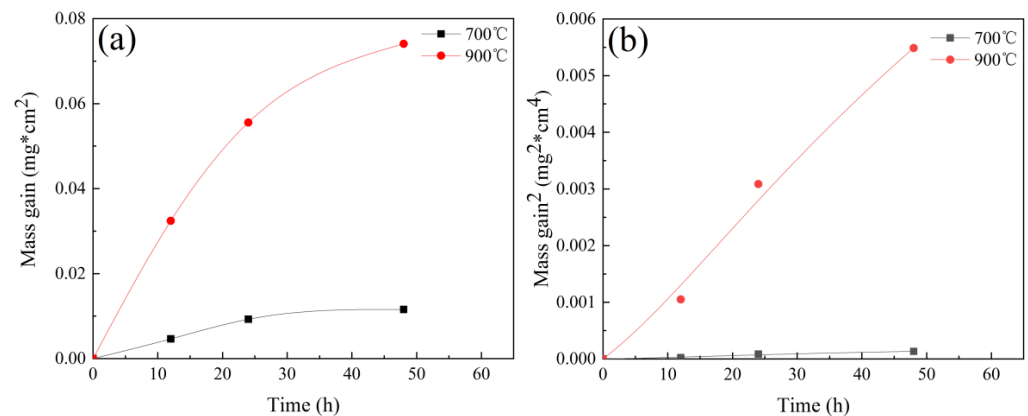 (a)
700℃
900℃
Mass gain (mg*cm²)
0.08
0.06
0.04
0.02
0.00
0 10 20 30 40 50 60
Time (h)
(b)
700℃
900℃
Mass gain² (mg²*cm⁴)
0.006
0.005
0.004
0.003
0.002
0.001
0.000
0 10 20 30 40 50 60
Time (h)